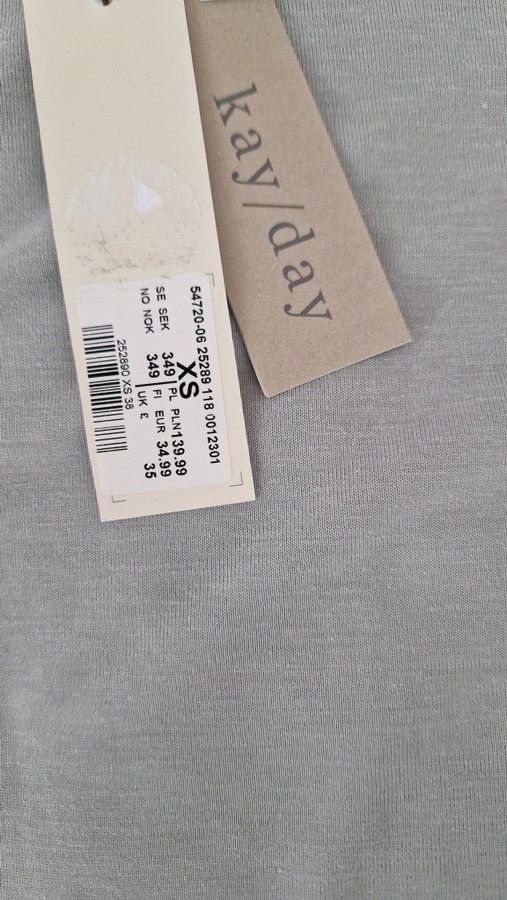 kay/day
54720-06 25289 118 0012301
XS
SE SEK 349 PL PLN 139.99
NO NOK 349 FI EUR 34.99
UK £ 35
252890 XS 38